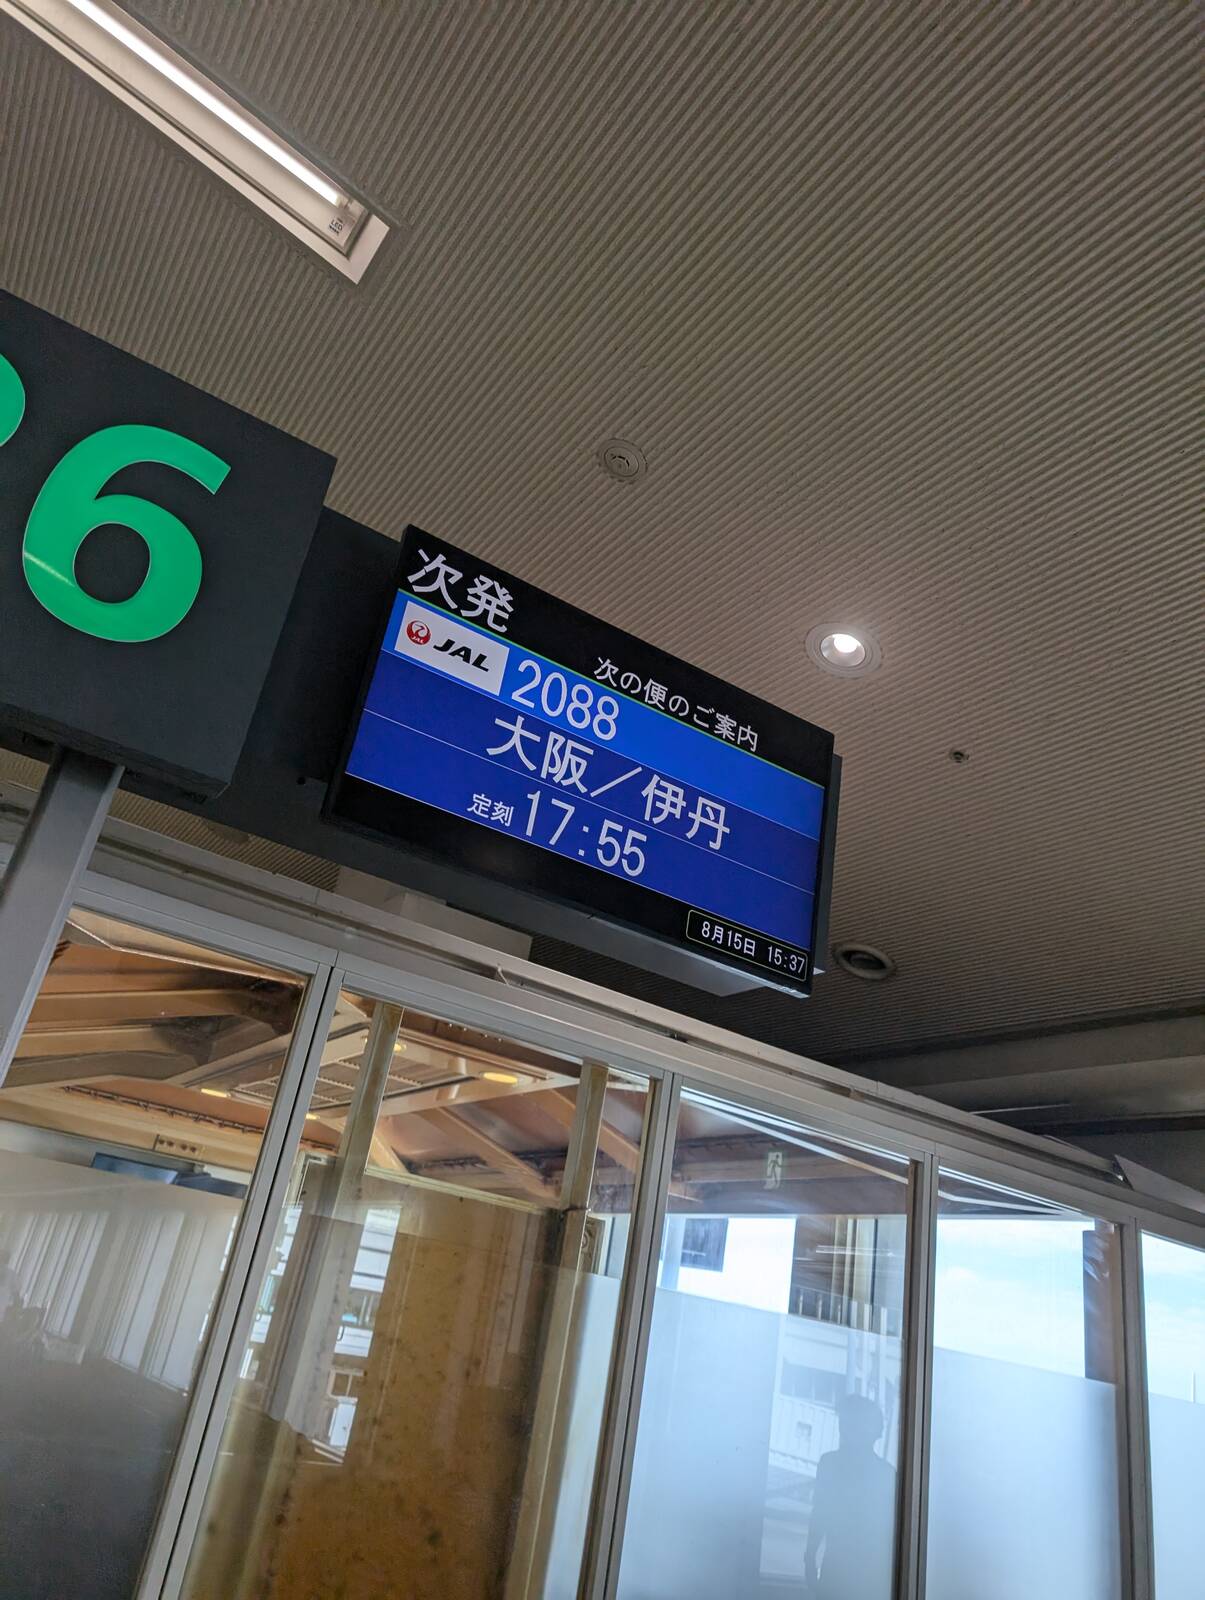 6
次発
JAL
2088
次の便のご案内
大阪／伊丹
定刻 17:55
8月15日 15:37
LED